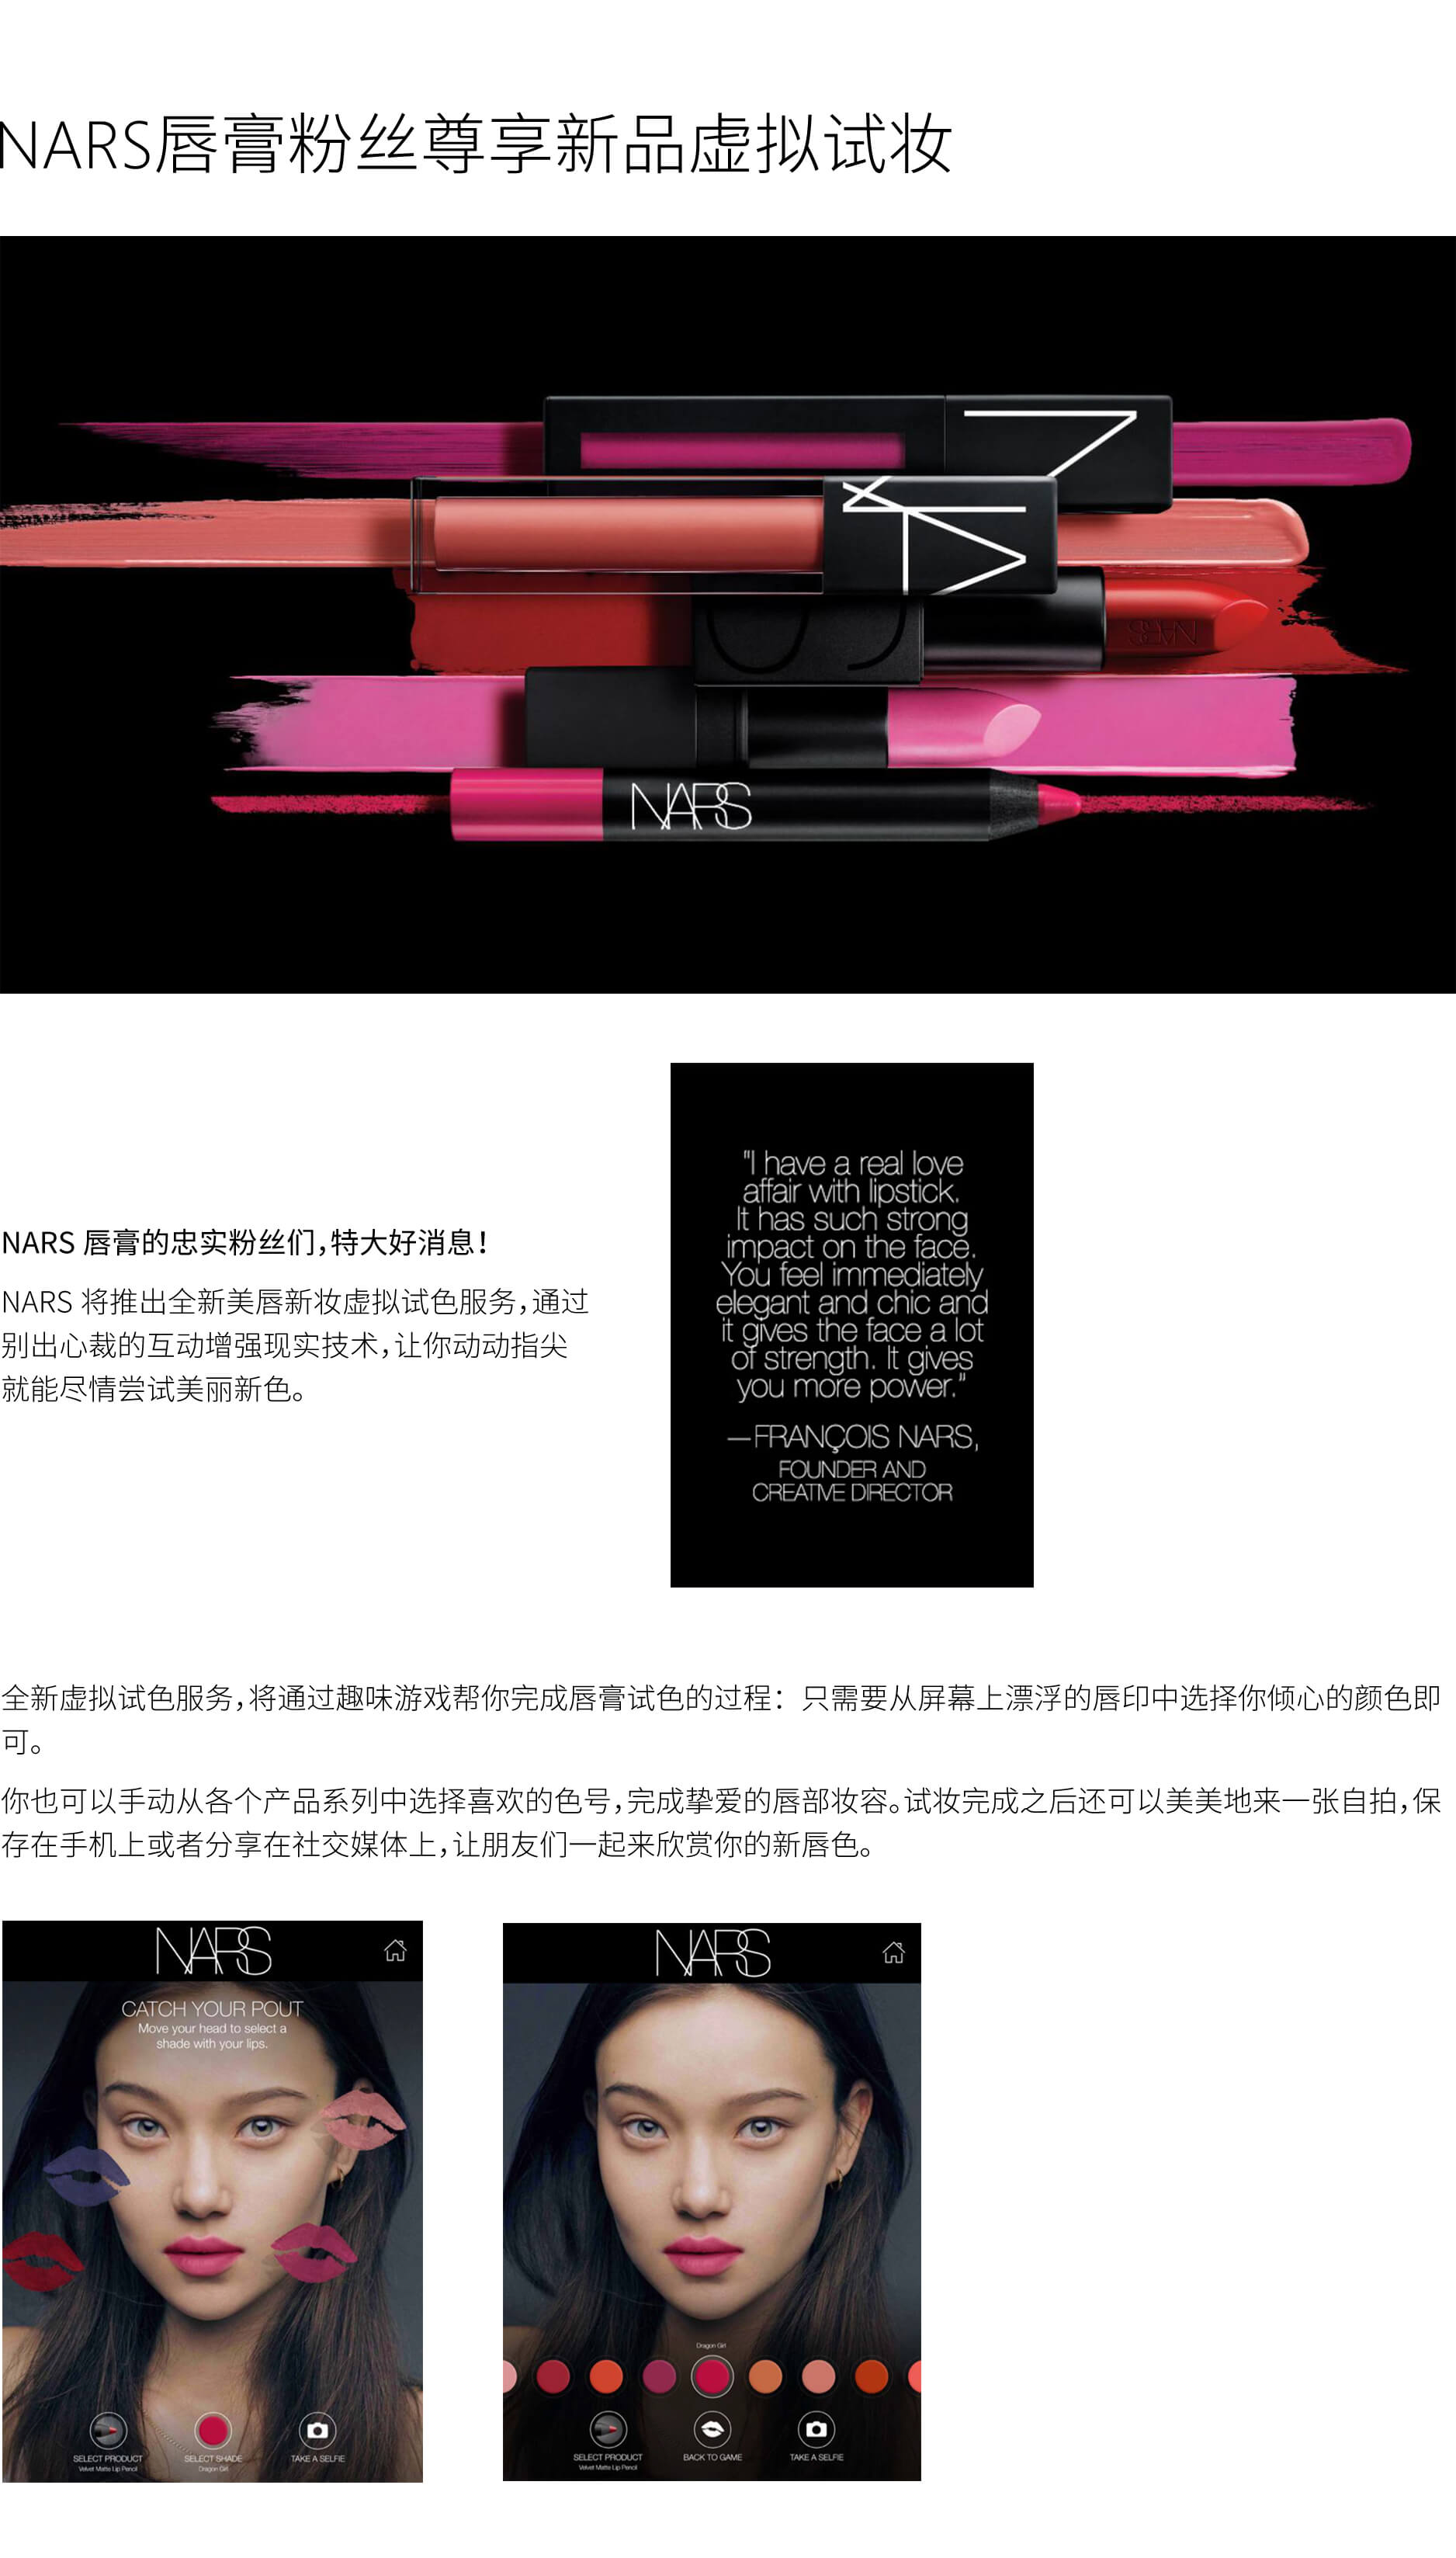 NARS唇膏粉丝尊享新品虚拟试妆
NARS
NARS
NARS 唇膏的忠实粉丝们，特大好消息！
NARS 将推出全新美唇新妆虚拟试色服务，通过
别出心裁的互动增强现实技术，让你动动指尖
就能尽情尝试美丽新色。
"I have a real love
affair with lipstick.
It has such strong
impact on the face.
You feel immediately
elegant and chic and
it gives the face a lot
of strength. It gives
you more power."
—FRANÇOIS NARS,
FOUNDER AND
CREATIVE DIRECTOR
全新虚拟试色服务，将通过趣味游戏帮你完成唇膏试色的过程：只需要从屏幕上漂浮的唇印中选择你倾心的颜色即
可。
你也可以手动从各个产品系列中选择喜欢的色号，完成挚爱的唇部妆容。试妆完成之后还可以美美地来一张自拍，保
存在手机上或者分享在社交媒体上，让朋友们一起来欣赏你的新唇色。
NARS
CATCH YOUR POUT
Move your head to select a
shade with your lips.
SELECT PRODUCT
Velvet Matte Lip Pencil
SELECT SHADE
Dragon Girl
TAKE A SELFIE
NARS
Dragon Girl
SELECT PRODUCT
Velvet Matte Lip Pencil
BACK TO GAME
TAKE A SELFIE